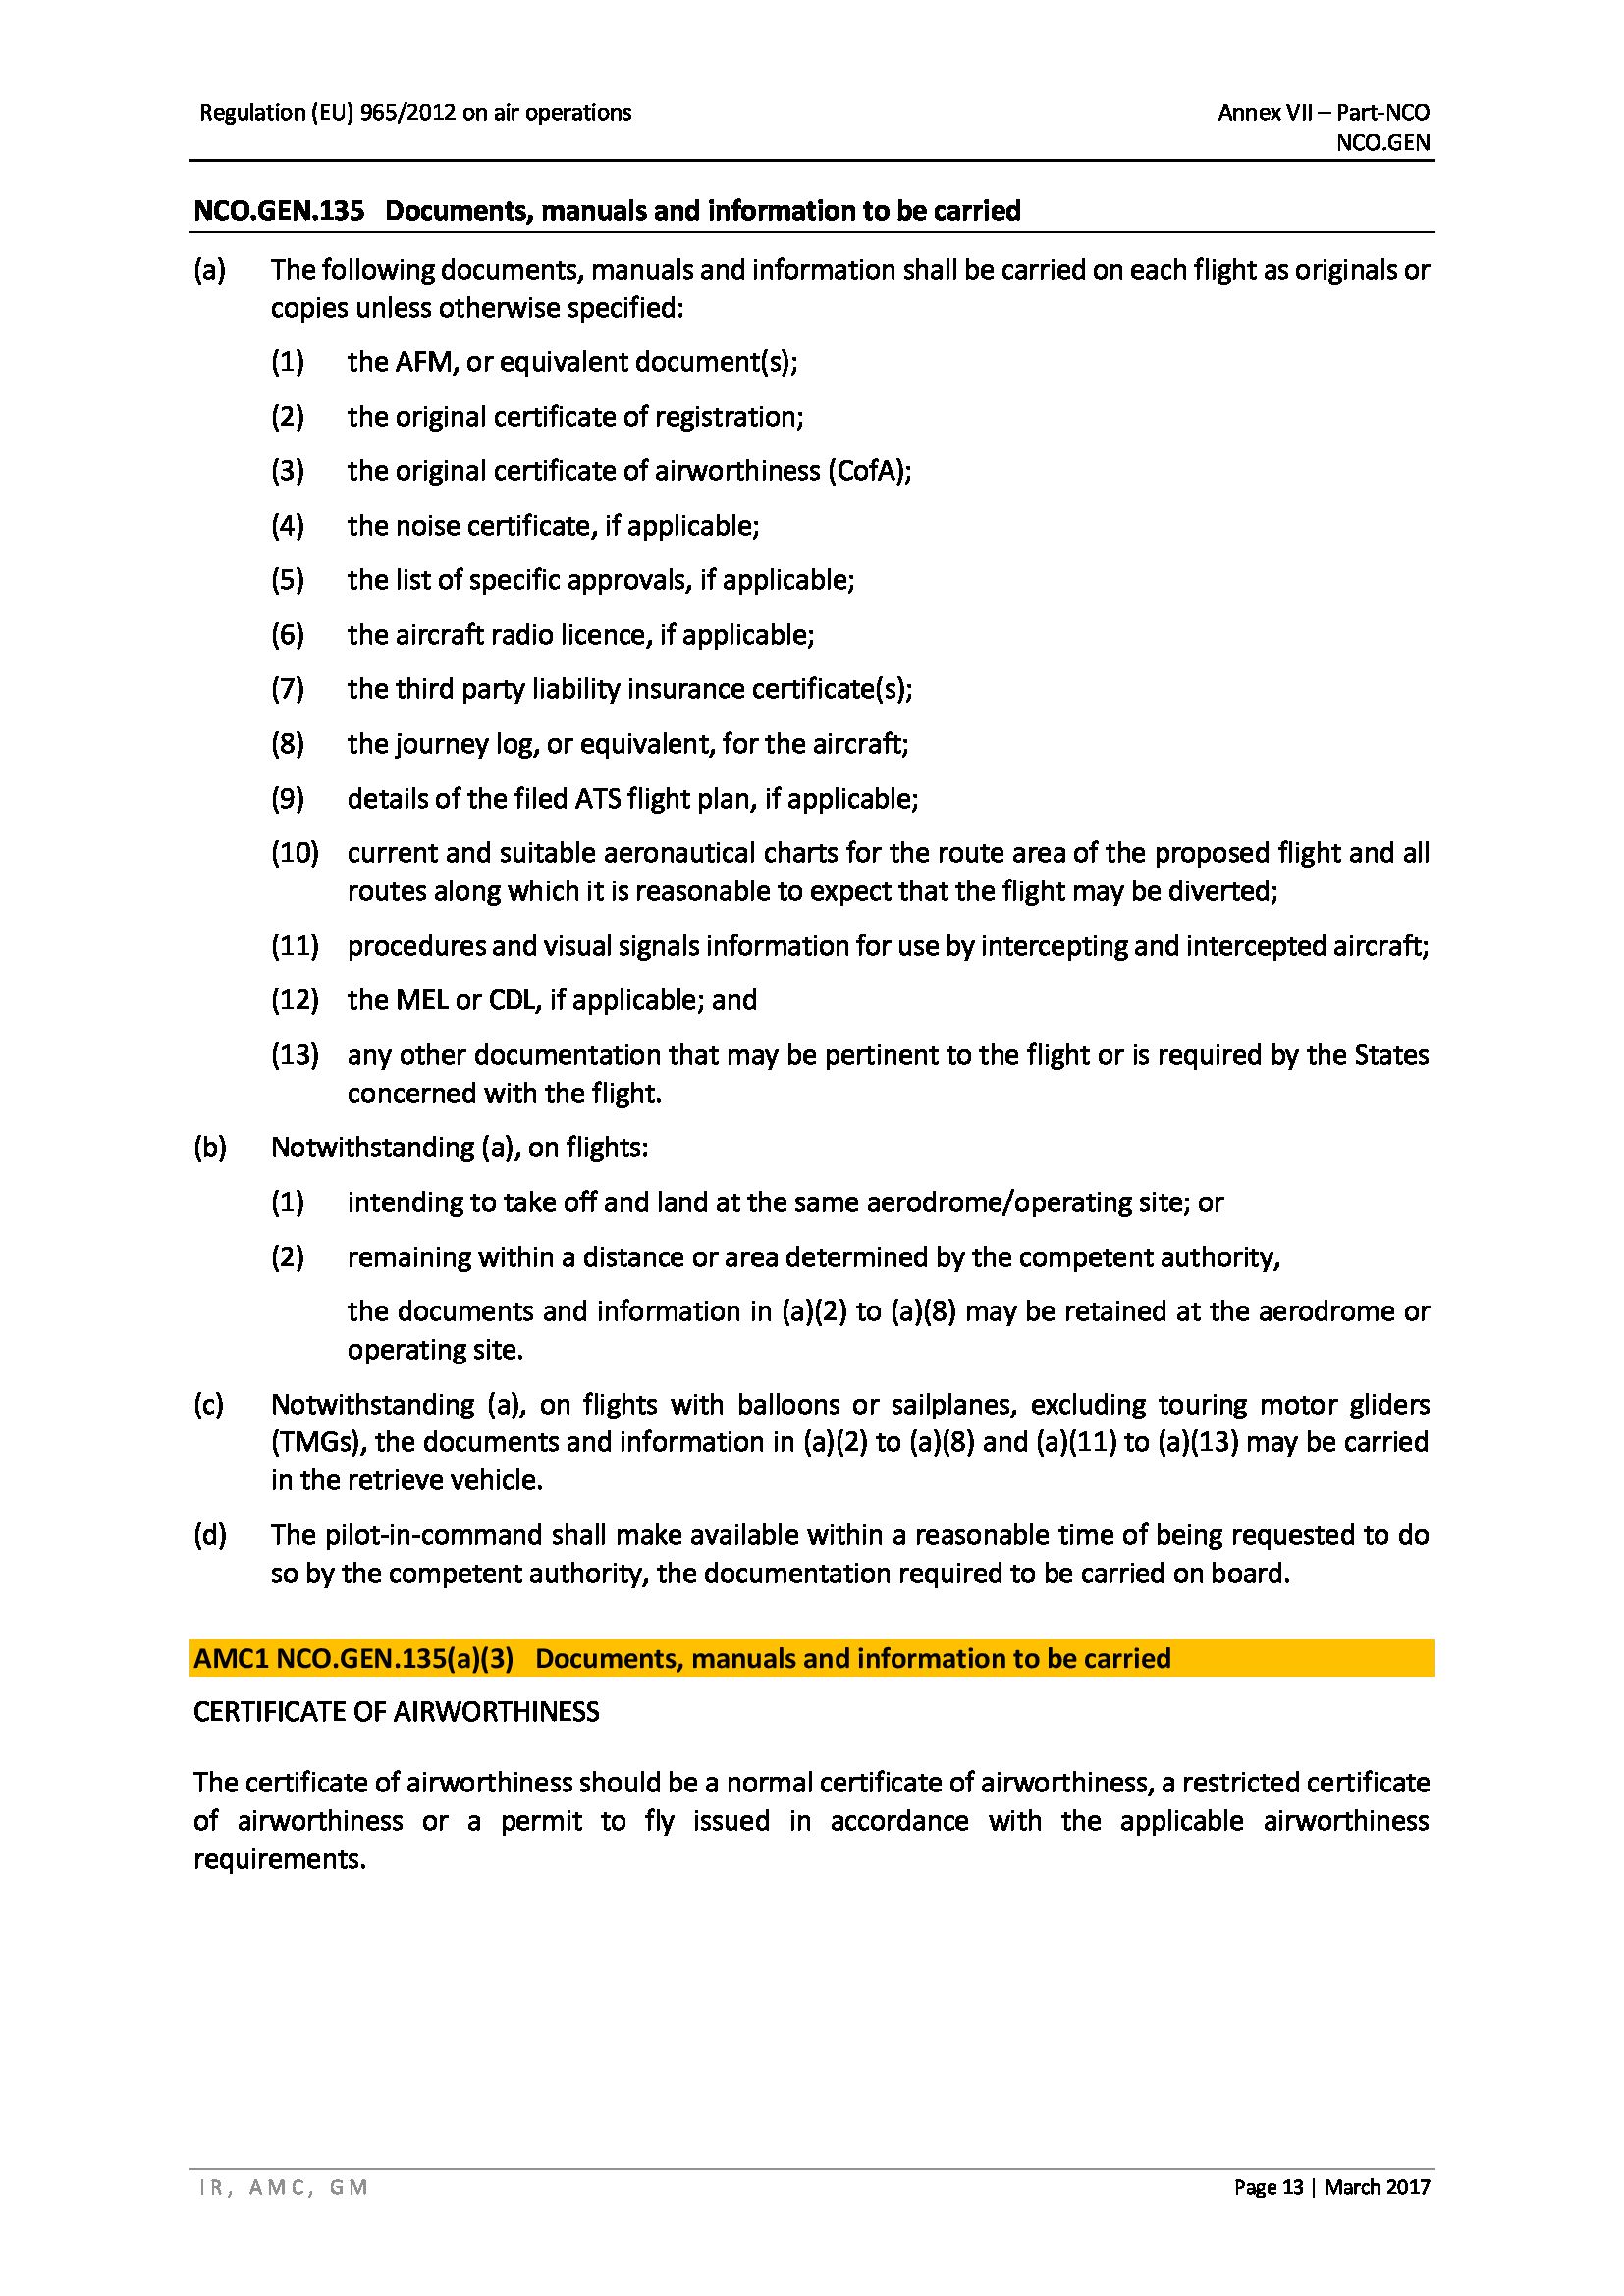 Regulation (EU) 965/2012 on air operations
Annex VII – Part-NCO
NCO.GEN
NCO.GEN.135 Documents, manuals and information to be carried
(a) The following documents, manuals and information shall be carried on each flight as originals or
copies unless otherwise specified:
(1) the AFM, or equivalent document(s);
(2) the original certificate of registration;
(3) the original certificate of airworthiness (CofA);
(4) the noise certificate, if applicable;
(5) the list of specific approvals, if applicable;
(6) the aircraft radio licence, if applicable;
(7) the third party liability insurance certificate(s);
(8) the journey log, or equivalent, for the aircraft;
(9) details of the filed ATS flight plan, if applicable;
(10) current and suitable aeronautical charts for the route area of the proposed flight and all
routes along which it is reasonable to expect that the flight may be diverted;
(11) procedures and visual signals information for use by intercepting and intercepted aircraft;
(12) the MEL or CDL, if applicable; and
(13) any other documentation that may be pertinent to the flight or is required by the States
concerned with the flight.
(b) Notwithstanding (a), on flights:
(1) intending to take off and land at the same aerodrome/operating site; or
(2) remaining within a distance or area determined by the competent authority,
the documents and information in (a)(2) to (a)(8) may be retained at the aerodrome or
operating site.
(c) Notwithstanding (a), on flights with balloons or sailplanes, excluding touring motor gliders
(TMGs), the documents and information in (a)(2) to (a)(8) and (a)(11) to (a)(13) may be carried
in the retrieve vehicle.
(d) The pilot-in-command shall make available within a reasonable time of being requested to do
so by the competent authority, the documentation required to be carried on board.
AMC1 NCO.GEN.135(a)(3) Documents, manuals and information to be carried
CERTIFICATE OF AIRWORTHINESS
The certificate of airworthiness should be a normal certificate of airworthiness, a restricted certificate
of airworthiness or a permit to fly issued in accordance with the applicable airworthiness
requirements.
IR, AMC, GM
Page 13 | March 2017